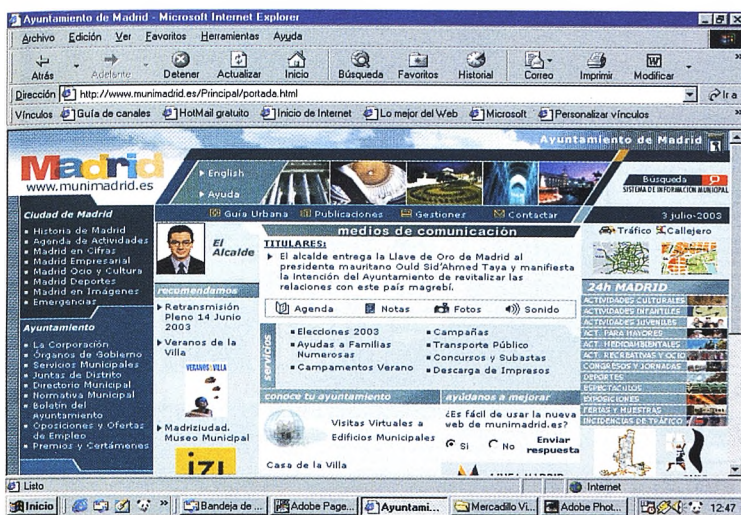 Ayuntamiento de Madrid - Microsoft Internet Explorer
Archivo Edición Ver Favoritos Herramientas Ayuda
Atrás Adelante Detener Actualizar Inicio Búsqueda Favoritos Historial Correo Imprimir Modificar
Dirección http://www.munimadrid.es/Principal/portada.html Ir a
Vínculos Guía de canales HotMail gratuito Inicio de Internet Lo mejor del Web Microsoft Personalizar vínculos
Ayuntamiento de Madrid
Madrid
www.munimadrid.es
English
Ayuda
Búsqueda
SISTEMA DE INFORMACIÓN MUNICIPAL
Guía Urbana Publicaciones Gestiones Contactar
3 julio-2003
Ciudad de Madrid
Historia de Madrid
Agenda de Actividades
Madrid en Cifras
Madrid Empresarial
Madrid Ocio y Cultura
Madrid Deportes
Madrid en Imágenes
Emergencias
Ayuntamiento
La Corporación
Órganos de Gobierno
Servicios Municipales
Juntas de Distrito
Directorio Municipal
Normativa Municipal
Boletín del
Ayuntamiento
Oposiciones y Ofertas
de Empleo
Premios y Certámenes
El
Alcalde
recomendamos
Retransmisión
Pleno 14 Junio
2003
Veranos de la
Villa
VERANOS VILLA
Madriziudad.
Museo Municipal
izi
medios de comunicación
TITULARES:
El alcalde entrega la Llave de Oro de Madrid al
presidente mauritano Ould Sid'Ahmed Taya y manifiesta
la Intención del Ayuntamiento de revitalizar las
relaciones con este país magrebí.
Agenda Notas Fotos Sonido
servicios
Elecciones 2003
Ayudas a Familias
Numerosas
Campamentos Verano
Campañas
Transporte Público
Concursos y Subastas
Descarga de Impresos
conoce tu ayuntamiento
Visitas Virtuales a
Edificios Municipales
Casa de la Villa
ayúdanos a mejorar
¿Es fácil de usar la nueva
web de munimadrid.es?
Si No Enviar
respuesta
LINEA MADRID
Tráfico Callejero
24h MADRID
ACTIVIDADES CULTURALES
ACTIVIDADES INFANTILES
ACTIVIDADES JUVENILES
ACT. PARA MAYORES
ACT. MEDIOAMBIENTALES
ACT. RECREATIVAS Y OCIO
CONGRESOS Y JORNADAS
DEPORTES
ESPECTACULOS
EXPOSICIONES
FERIAS Y MUESTRAS
INCIDENCIAS DE TRÁFICO
Listo Internet
Inicio Bandeja de ... Adobe Page... Ayuntami... Mercadillo Vi... Adobe Phot... 12:47